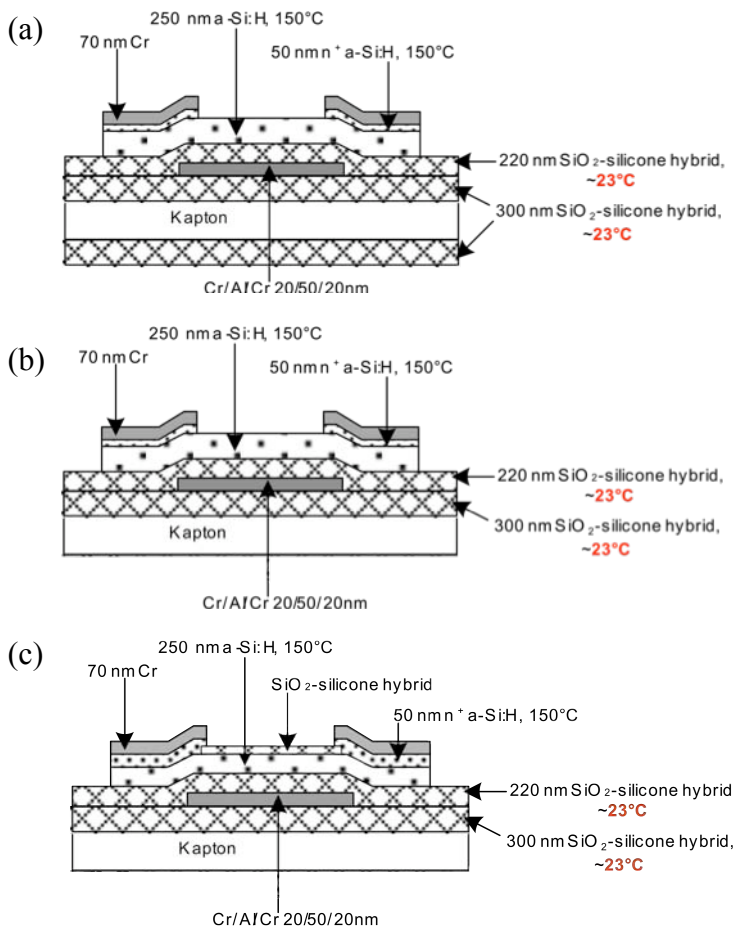 (a)
250 nm a-Si:H, 150°C
70 nm Cr
50 nm n⁺ a-Si:H, 150°C
220 nm SiO₂-silicone hybrid,
~23°C
Kapton
300 nm SiO₂-silicone hybrid,
~23°C
Cr/Al/Cr 20/50/20nm
(b)
250 nm a-Si:H, 150°C
70 nm Cr
50 nm n⁺ a-Si:H, 150°C
220 nm SiO₂-silicone hybrid,
~23°C
300 nm SiO₂-silicone hybrid,
Kapton
~23°C
Cr/Al/Cr 20/50/20nm
(c)
250 nm a-Si:H, 150°C
70 nm Cr
SiO₂-silicone hybrid
50 nm n⁺ a-Si:H, 150°C
220 nm SiO₂-silicone hybrid
~23°C
300 nm SiO₂-silicone hybrid,
Kapton
~23°C
Cr/Al/Cr 20/50/20nm